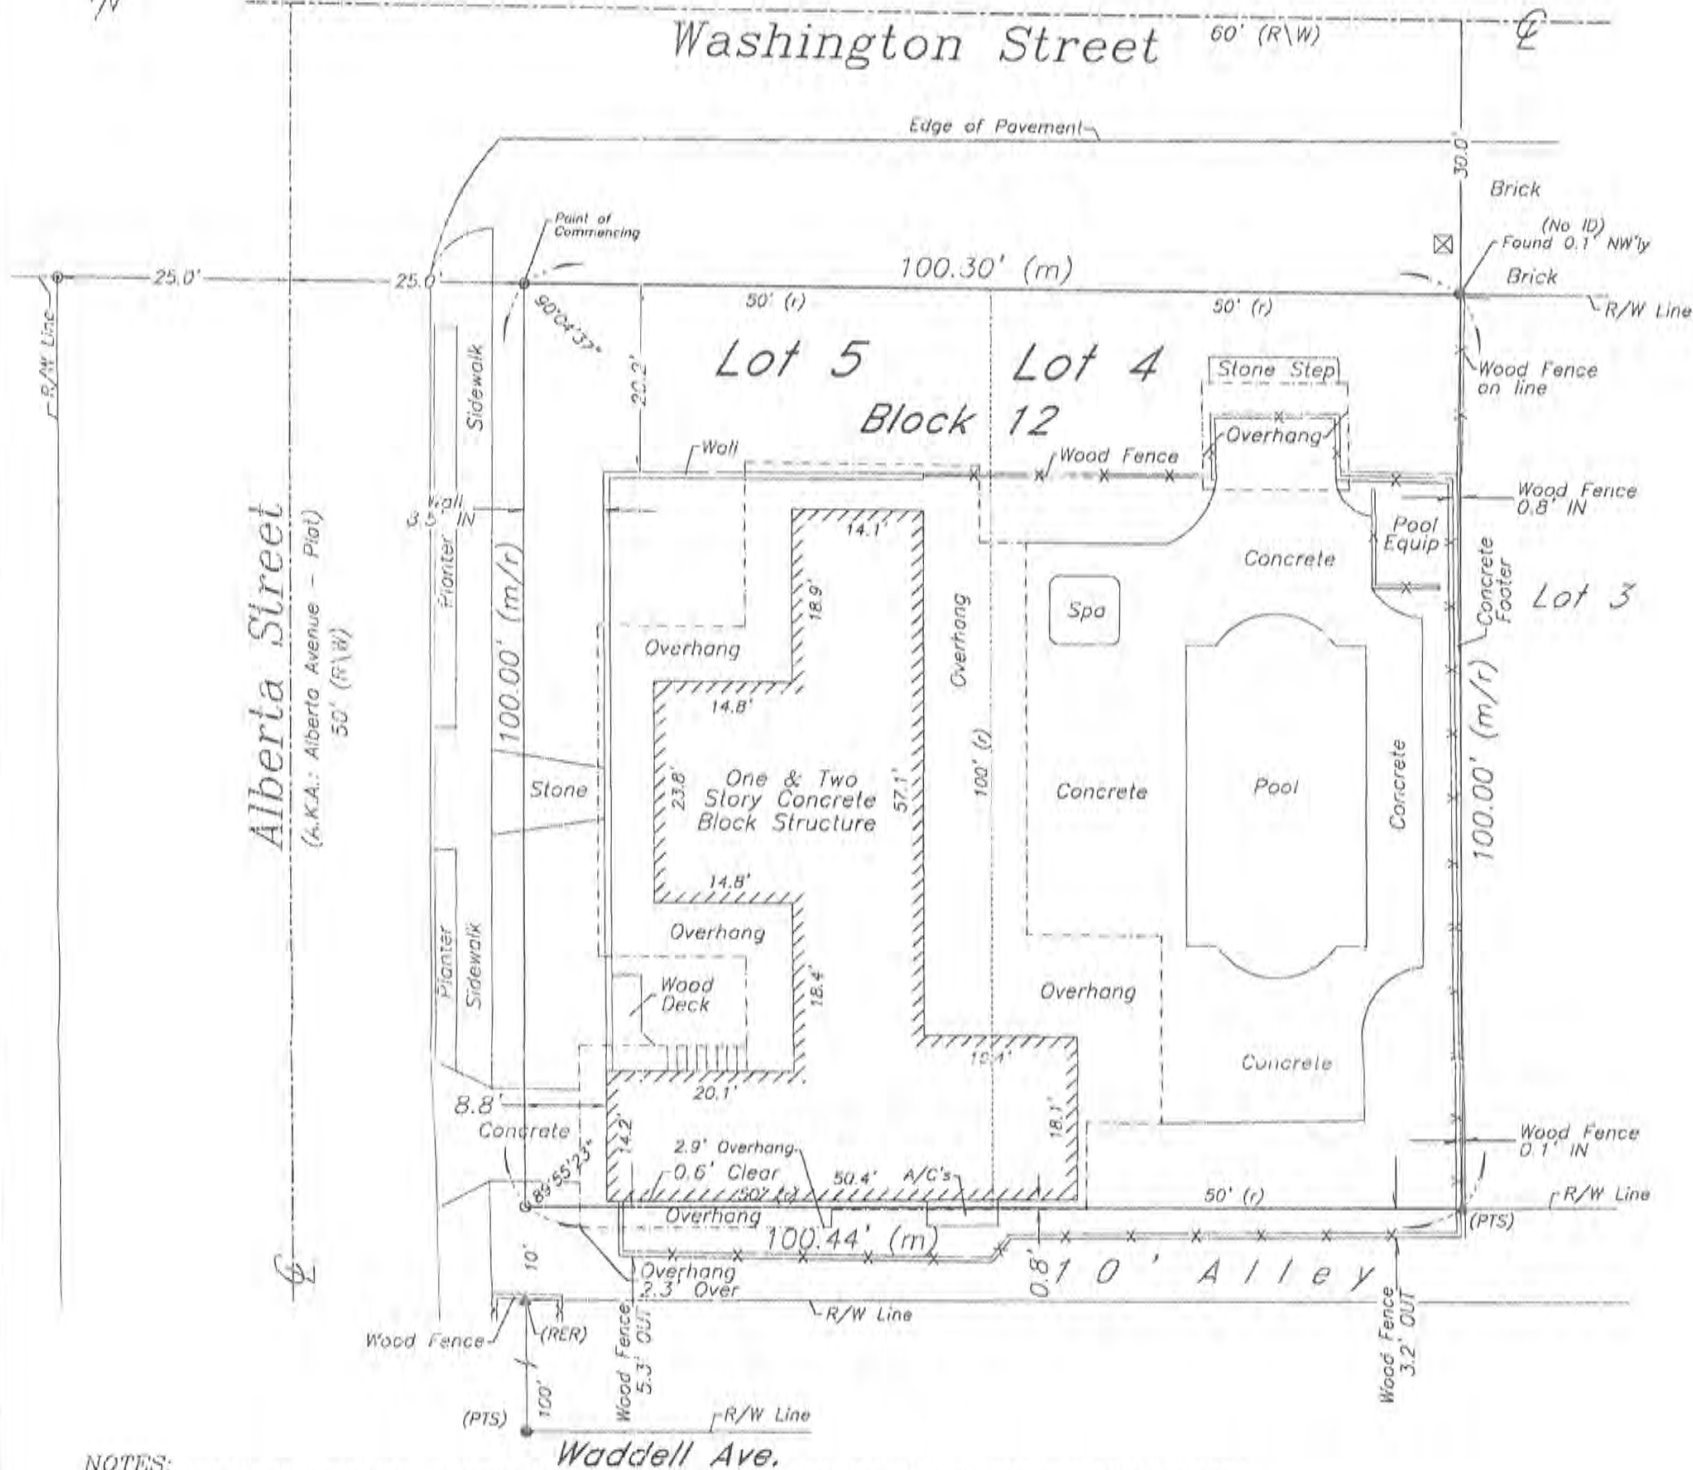 N
Washington Street
60' (R\W)
Edge of Pavement
30.0'
Brick
(No ID)
Found 0.1' NW'ly
Brick
R/W Line
Point of
Commencing
25.0'
25.0'
100.30' (m)
50' (r)
50' (r)
90°04'37"
R/W Line
Sidewalk
20.2'
Lot 5
Lot 4
Block 12
Stone Step
Wood Fence
on line
Overhang
Wall
Wood Fence
Wood Fence
0.8' IN
Pool
Equip
Wall
IN
Planter
14.1'
Concrete
Concrete
Footer
Lot 3
Alberta Street
(A.K.A.: Alberta Avenue - Plat)
50' (R\W)
100.00' (m/r)
18.9'
Overhang
Spa
Overhang
14.8'
100.00' (m/r)
Stone
23.8'
One & Two
Story Concrete
Block Structure
57.1'
100' (r)
Concrete
Pool
Concrete
14.8'
Planter
Sidewalk
Overhang
Wood
Deck
18.4'
Overhang
Concrete
20.1'
8.8'
Concrete
89°55'23"
14.2'
18.1'
2.9' Overhang
0.6' Clear
50' (r)
50.4'
A/C's
Wood Fence
0.1' IN
50' (r)
R/W Line
(PTS)
Overhang
100.44' (m)
10'
Overhang
2.3' Over
0.8'
10' Alley
R/W Line
Wood Fence
(RER)
Wood Fence
5.3' OUT
Wood Fence
3.2' OUT
100'
(PTS)
R/W Line
Waddell Ave.
NOTES: